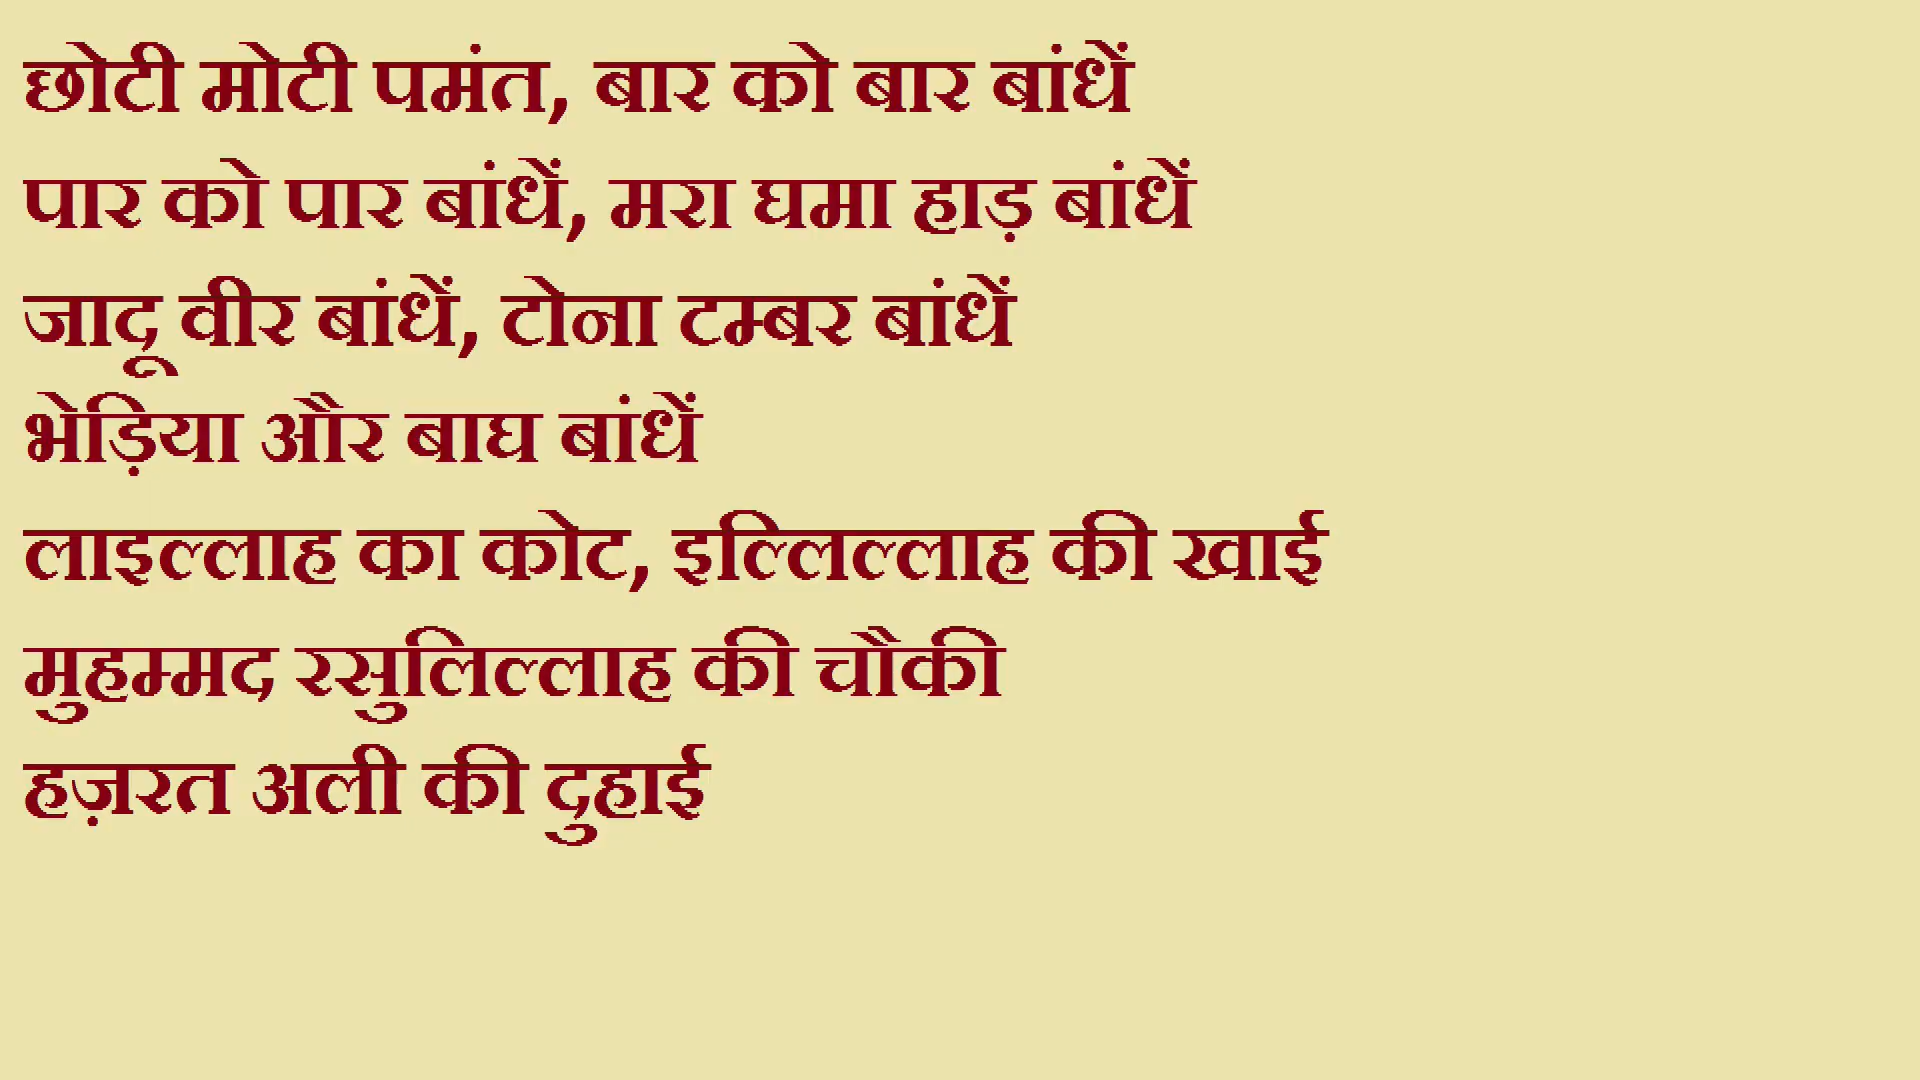 छोटी मोटी पमंत, बार को बार बांधें
पार को पार बांधें, मरा घमा हाड़ बांधें
जादू वीर बांधें, टोना टम्बर बांधें
भेड़िया और बाघ बांधें
लाइल्लाह का कोट, इल्लिल्लाह की खाई
मुहम्मद रसुलिल्लाह की चौकी
हज़रत अली की दुहाई